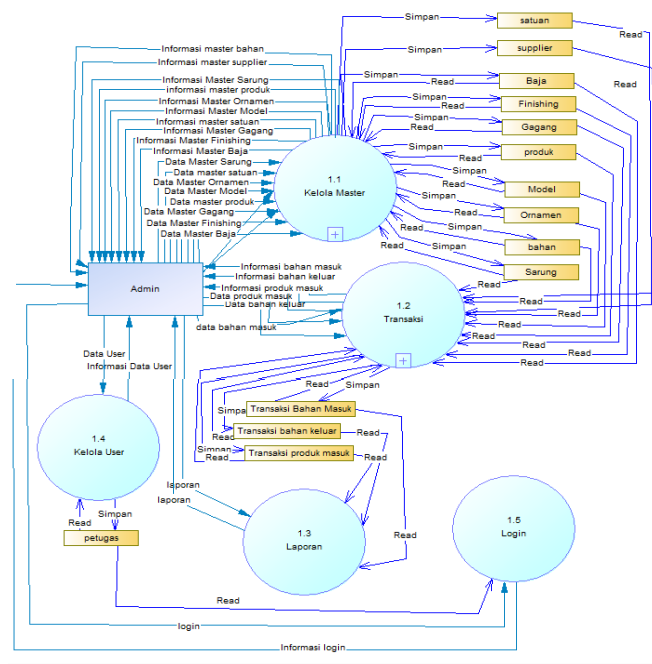 Simpan
satuan
Read
Informasi master bahan
Informasi master supplier
Simpan
supplier
Informasi Master Sarung
informasi master produk
Informasi Master Ornamen
Informasi Master Model
Informasi master satuan
Informasi Master Gagang
Informasi Master Finishing
Informasi Master Baja
Simpan
Read
Baja
Read
Simpan
Read
Finishing
Simpan
Read
Gagang
Simpan
Read
produk
Data Master Sarung
Data master satuan
Data Master Ornamen
Data Master Model
Data master produk
Data Master Gagang
Data Master Finishing
Data Master Baja
1.1
Kelola Master
Simpan
Read
Model
Simpan
Read
Ornamen
Simpan
Read
bahan
Simpan
Read
Sarung
Admin
Informasi bahan masuk
Informasi bahan keluar
Informasi produk masuk
Data produk masuk
Data bahan keluar
data bahan masuk
1.2
Transaksi
Read
Read
Read
Read
Read
Read
Read
Read
Read
Data User
Informasi Data User
Read
Simpan
Simpa
Transaksi Bahan Masuk
Read
Transaksi bahan keluar
Read
Simpan
Read
Transaksi produk masuk
Read
1.4
Kelola User
laporan
laporan
1.3
Laporan
Read
1.5
Login
Simpan
Read
petugas
Read
login
Informasi login